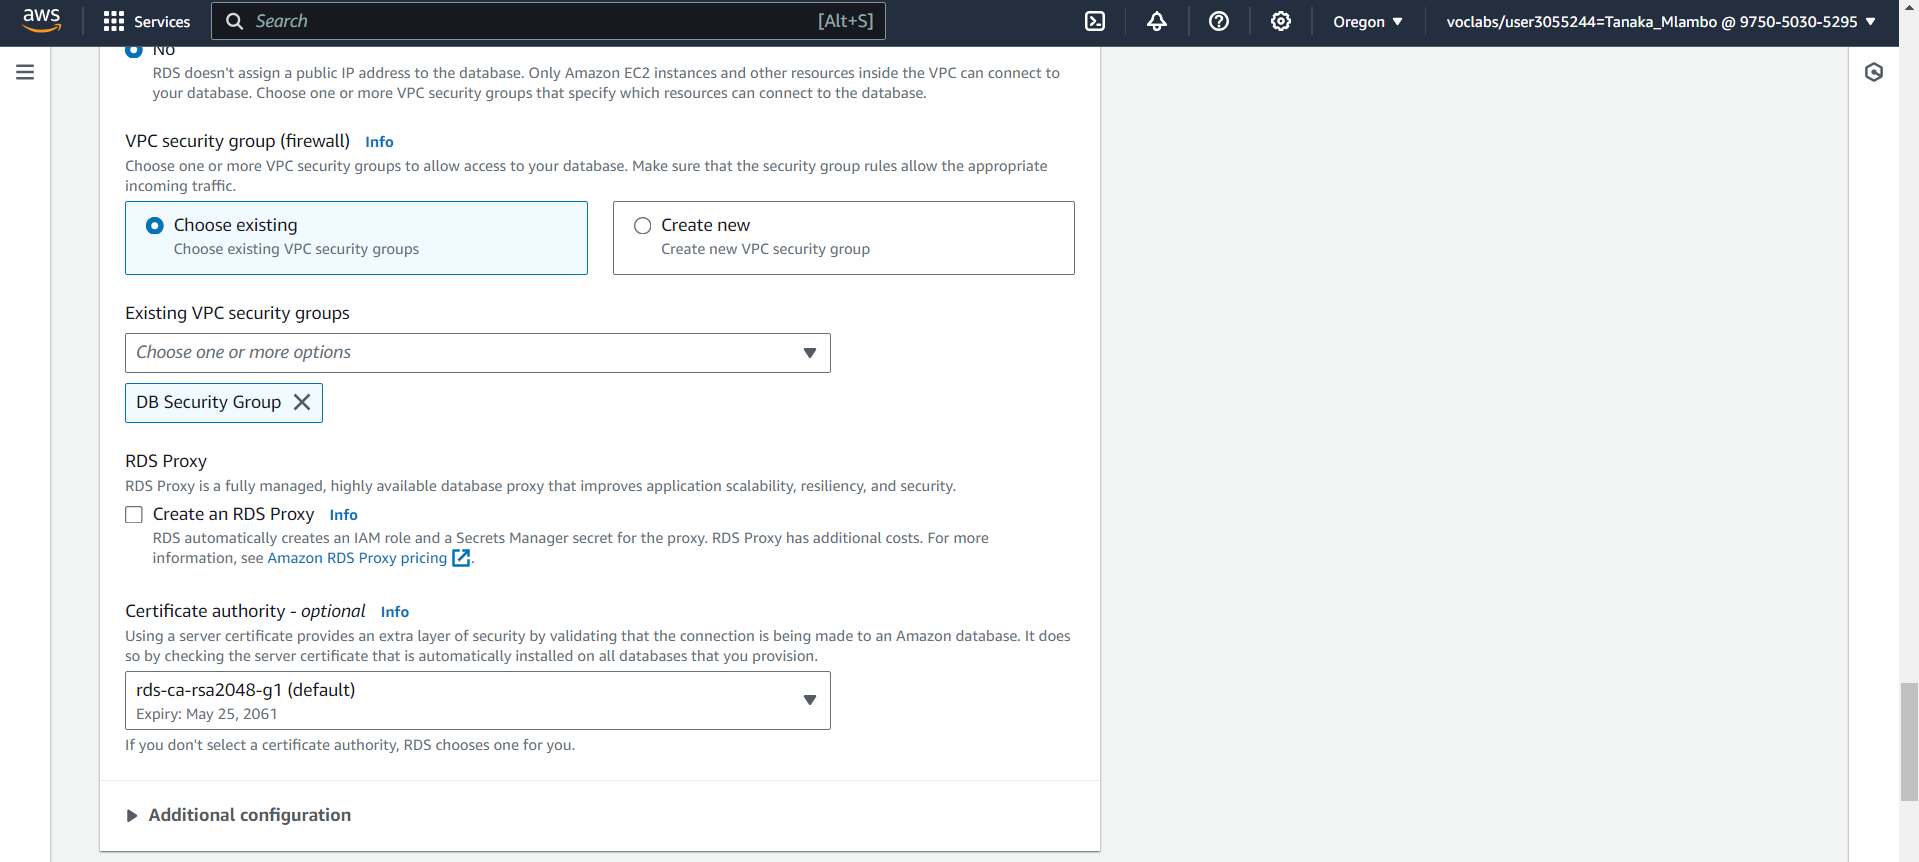 aws
Services
Search
[Alt+S]
Oregon
voclabs/user3055244=Tanaka_Mlambo @ 9750-5030-5295
No
RDS doesn't assign a public IP address to the database. Only Amazon EC2 instances and other resources inside the VPC can connect to
your database. Choose one or more VPC security groups that specify which resources can connect to the database.
VPC security group (firewall) Info
Choose one or more VPC security groups to allow access to your database. Make sure that the security group rules allow the appropriate
incoming traffic.
Choose existing
Choose existing VPC security groups
Create new
Create new VPC security group
Existing VPC security groups
Choose one or more options
DB Security Group
RDS Proxy
RDS Proxy is a fully managed, highly available database proxy that improves application scalability, resiliency, and security.
Create an RDS Proxy Info
RDS automatically creates an IAM role and a Secrets Manager secret for the proxy. RDS Proxy has additional costs. For more
information, see Amazon RDS Proxy pricing.
Certificate authority - optional Info
Using a server certificate provides an extra layer of security by validating that the connection is being made to an Amazon database. It does
so by checking the server certificate that is automatically installed on all databases that you provision.
rds-ca-rsa2048-g1 (default)
Expiry: May 25, 2061
If you don't select a certificate authority, RDS chooses one for you.
Additional configuration